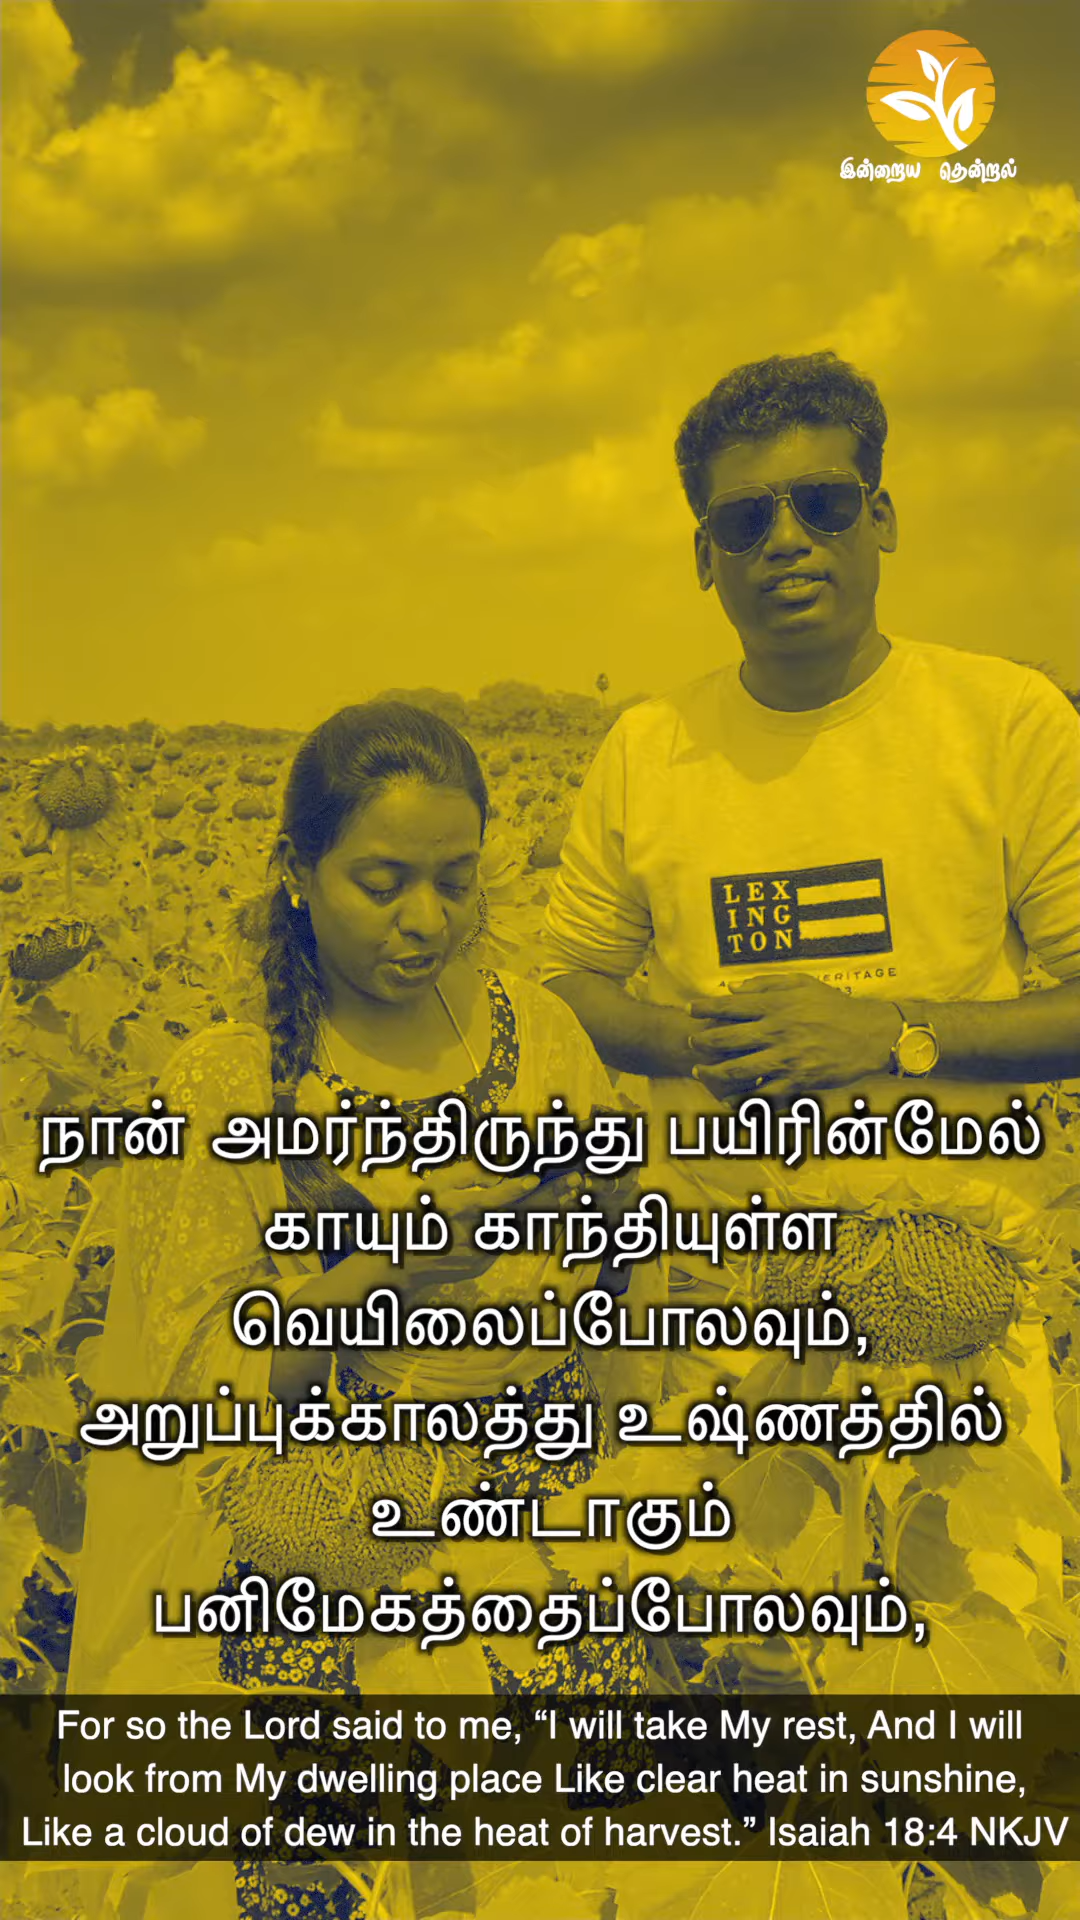 இன்றைய தென்றல்
LEX
ING
TON
HERITAGE
நான் அமர்ந்திருந்து பயிரின்மேல்
காயும் காந்தியுள்ள
வெயிலைப்போலவும்,
அறுப்புக்காலத்து உஷ்ணத்தில்
உண்டாகும்
பனிமேகத்தைப்போலவும்,
For so the Lord said to me, “I will take My rest, And I will
look from My dwelling place Like clear heat in sunshine,
Like a cloud of dew in the heat of harvest.” Isaiah 18:4 NKJV